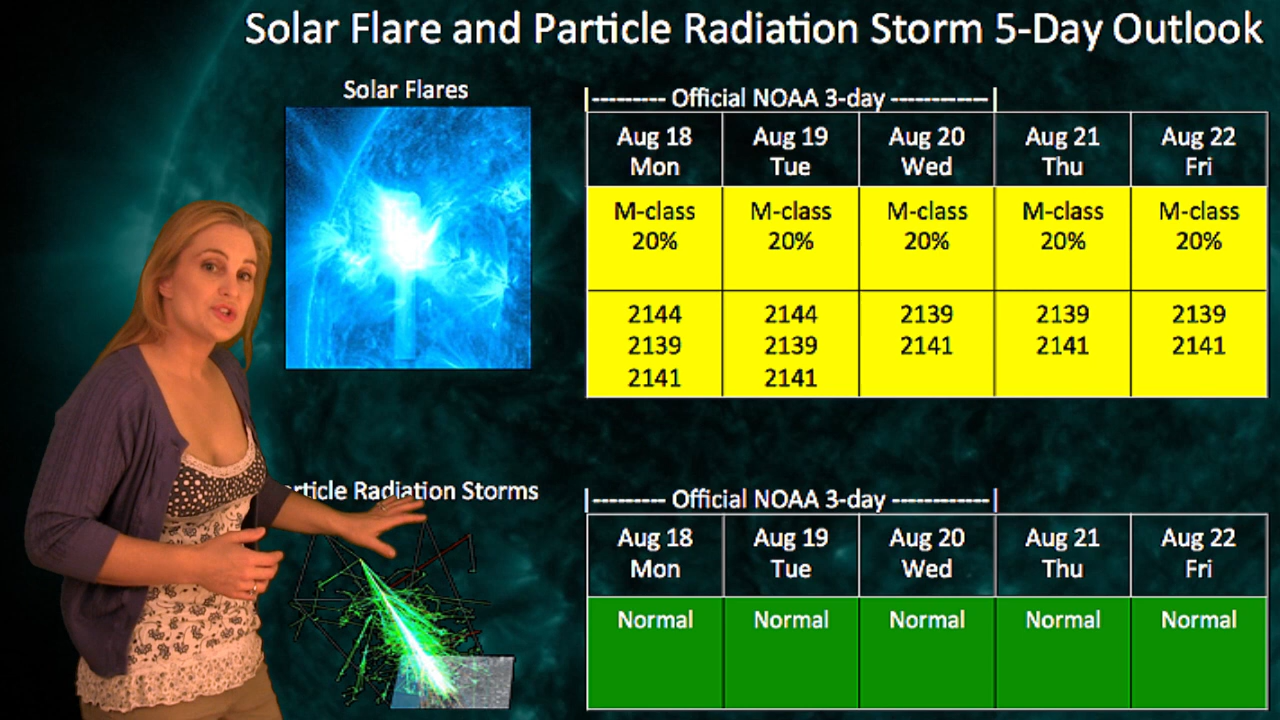 Solar Flare and Particle Radiation Storm 5-Day Outlook
Solar Flares
|--------- Official NOAA 3-day ------------|
Aug 18 Aug 19 Aug 20 Aug 21 Aug 22
Mon Tue Wed Thu Fri
M-class M-class M-class M-class M-class
20% 20% 20% 20% 20%
2144 2144 2139 2139 2139
2139 2139 2141 2141 2141
2141 2141
rticle Radiation Storms
|--------- Official NOAA 3-day ------------|
Aug 18 Aug 19 Aug 20 Aug 21 Aug 22
Mon Tue Wed Thu Fri
Normal Normal Normal Normal Normal